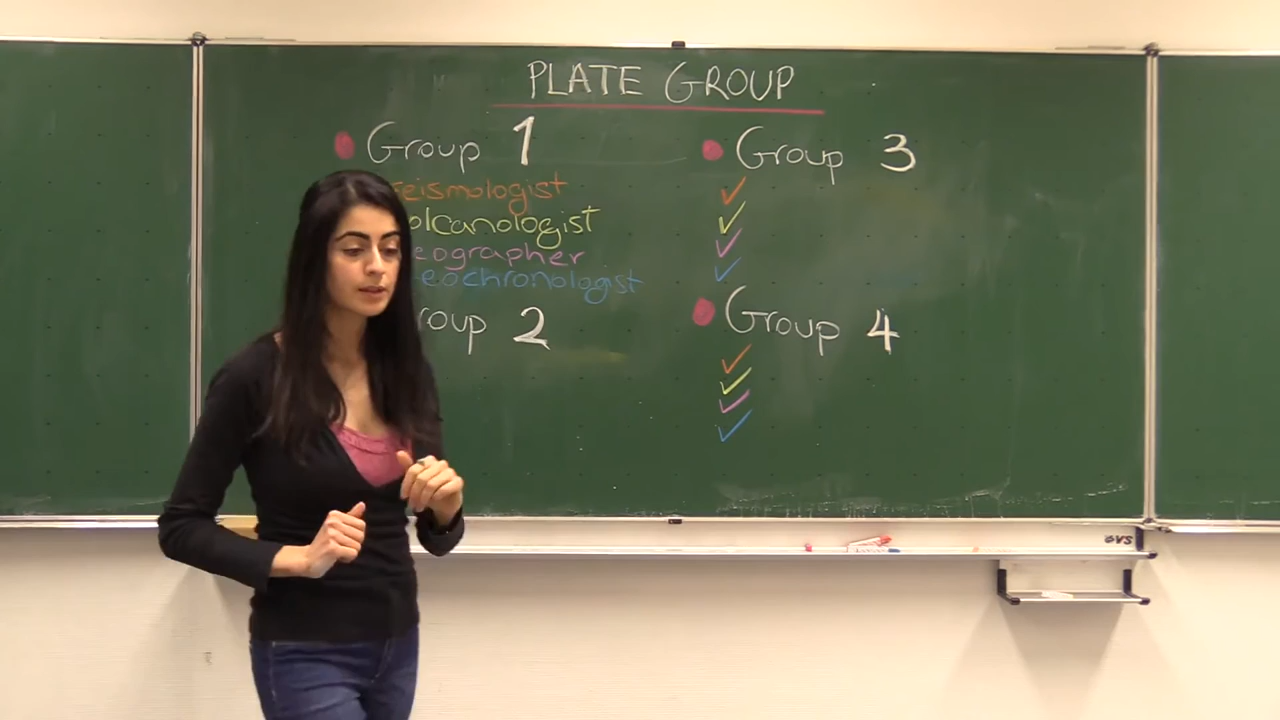 PLATE GROUP
Group 1
eismologist
olcanologist
eographer
eochronologist
roup 2
Group 3
✓
✓
✓
✓
Group 4
✓
✓
✓
✓
GVS